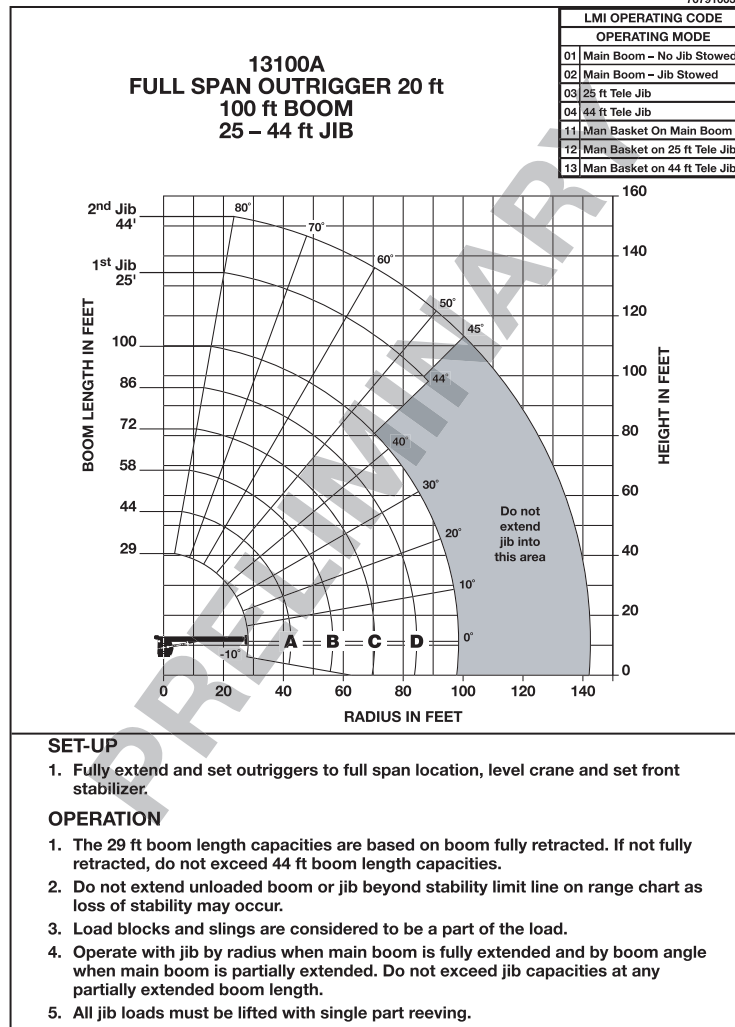 LMI OPERATING CODE
OPERATING MODE
01 Main Boom – No Jib Stowed
02 Main Boom – Jib Stowed
03 25 ft Tele Jib
04 44 ft Tele Jib
11 Man Basket On Main Boom
12 Man Basket on 25 ft Tele Jib
13 Man Basket on 44 ft Tele Jib
13100A
FULL SPAN OUTRIGGER 20 ft
100 ft BOOM
25 – 44 ft JIB
PRELIMINARY
BOOM LENGTH IN FEET
2nd Jib
44'
1st Jib
25'
100
86
72
58
44
29
80°
70°
60°
50°
45°
44°
40°
30°
20°
10°
0°
-10°
A B C D
Do not
extend
jib into
this area
160
140
120
100
80
60
40
20
0
HEIGHT IN FEET
0 20 40 60 80 100 120 140
RADIUS IN FEET
SET-UP
1. Fully extend and set outriggers to full span location, level crane and set front
stabilizer.
OPERATION
1. The 29 ft boom length capacities are based on boom fully retracted. If not fully
retracted, do not exceed 44 ft boom length capacities.
2. Do not extend unloaded boom or jib beyond stability limit line on range chart as
loss of stability may occur.
3. Load blocks and slings are considered to be a part of the load.
4. Operate with jib by radius when main boom is fully extended and by boom angle
when main boom is partially extended. Do not exceed jib capacities at any
partially extended boom length.
5. All jib loads must be lifted with single part reeving.